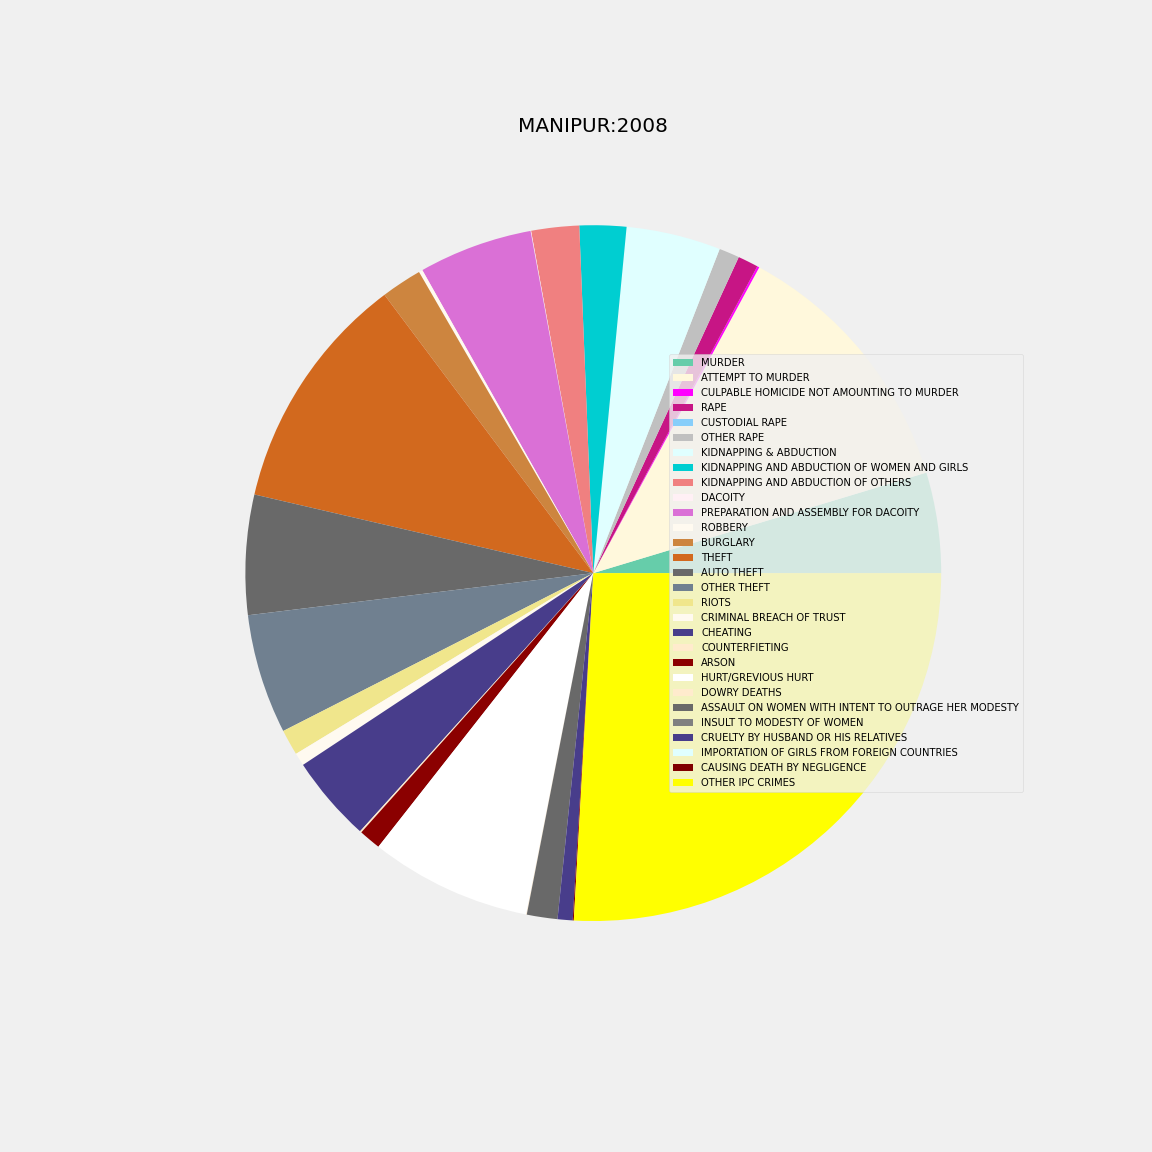 MANIPUR:2008
MURDER
ATTEMPT TO MURDER
CULPABLE HOMICIDE NOT AMOUNTING TO MURDER
RAPE
CUSTODIAL RAPE
OTHER RAPE
KIDNAPPING & ABDUCTION
KIDNAPPING AND ABDUCTION OF WOMEN AND GIRLS
KIDNAPPING AND ABDUCTION OF OTHERS
DACOITY
PREPARATION AND ASSEMBLY FOR DACOITY
ROBBERY
BURGLARY
THEFT
AUTO THEFT
OTHER THEFT
RIOTS
CRIMINAL BREACH OF TRUST
CHEATING
COUNTERFIETING
ARSON
HURT/GREVIOUS HURT
DOWRY DEATHS
ASSAULT ON WOMEN WITH INTENT TO OUTRAGE HER MODESTY
INSULT TO MODESTY OF WOMEN
CRUELTY BY HUSBAND OR HIS RELATIVES
IMPORTATION OF GIRLS FROM FOREIGN COUNTRIES
CAUSING DEATH BY NEGLIGENCE
OTHER IPC CRIMES